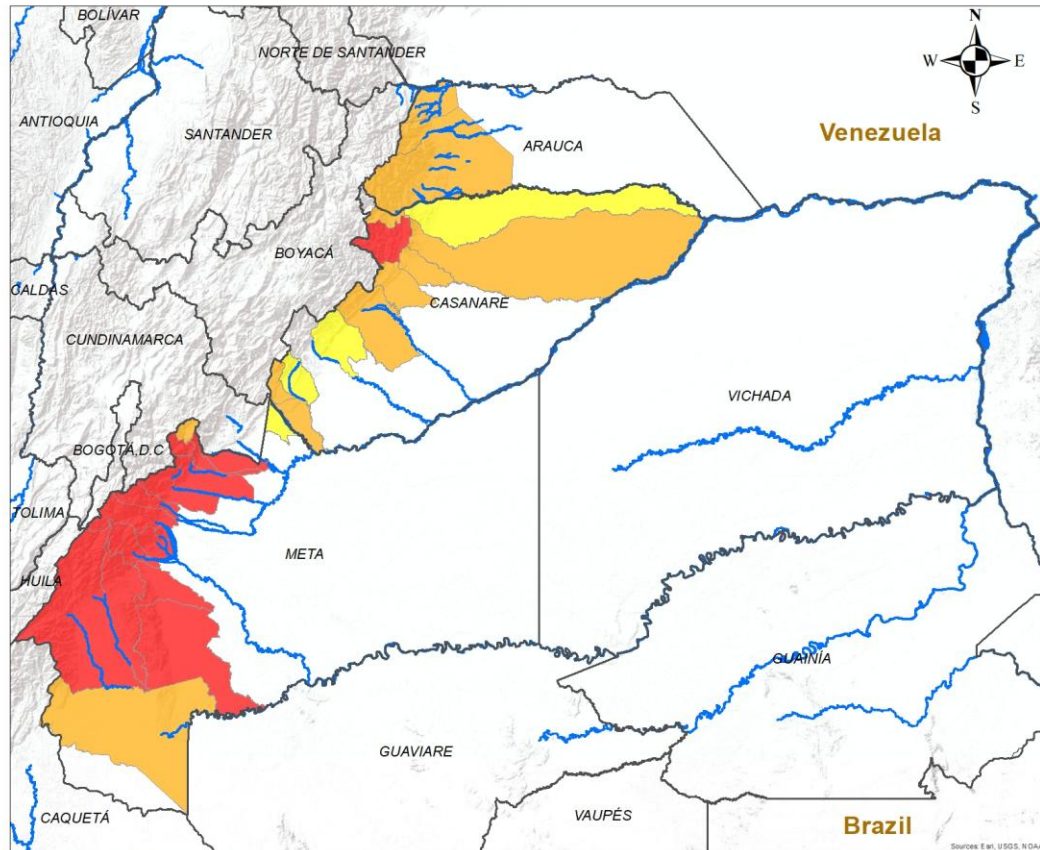 BOLÍVAR
NORTE DE SANTANDER
N
W E
S
ANTIOQUIA
SANTANDER
ARAUCA
Venezuela
BOYACÁ
CALDAS
CASANARE
CUNDINAMARCA
VICHADA
BOGOTÁ,D.C
TOLIMA
META
HUILA
GUAINÍA
GUAVIARE
CAQUETÁ
VAUPÉS
Brazil
Sources: Esri, USGS, NOAA